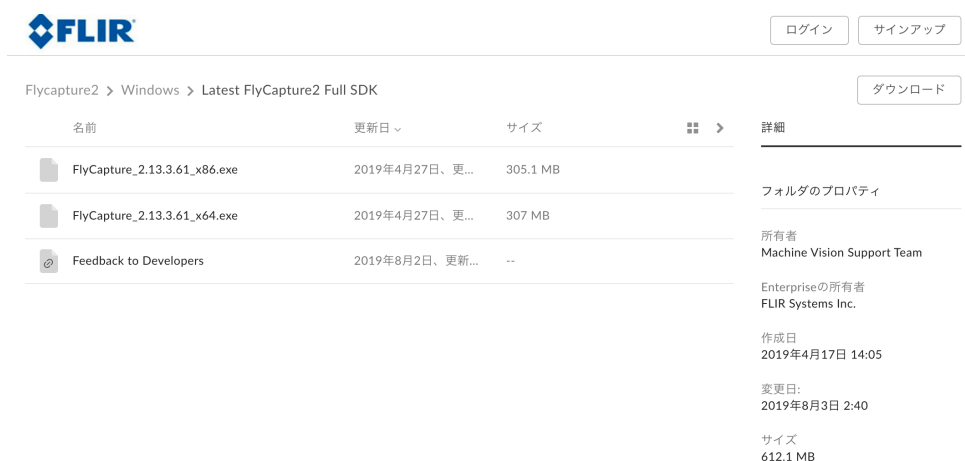 FLIR
ログイン
サインアップ
Flycapture2 > Windows > Latest FlyCapture2 Full SDK
ダウンロード
名前
更新日
サイズ
詳細
FlyCapture_2.13.3.61_x86.exe
2019年4月27日、更...
305.1 MB
FlyCapture_2.13.3.61_x64.exe
2019年4月27日、更...
307 MB
Feedback to Developers
2019年8月2日、更新...
--
フォルダのプロパティ
所有者
Machine Vision Support Team
Enterpriseの所有者
FLIR Systems Inc.
作成日
2019年4月17日 14:05
変更日:
2019年8月3日 2:40
サイズ
612.1 MB